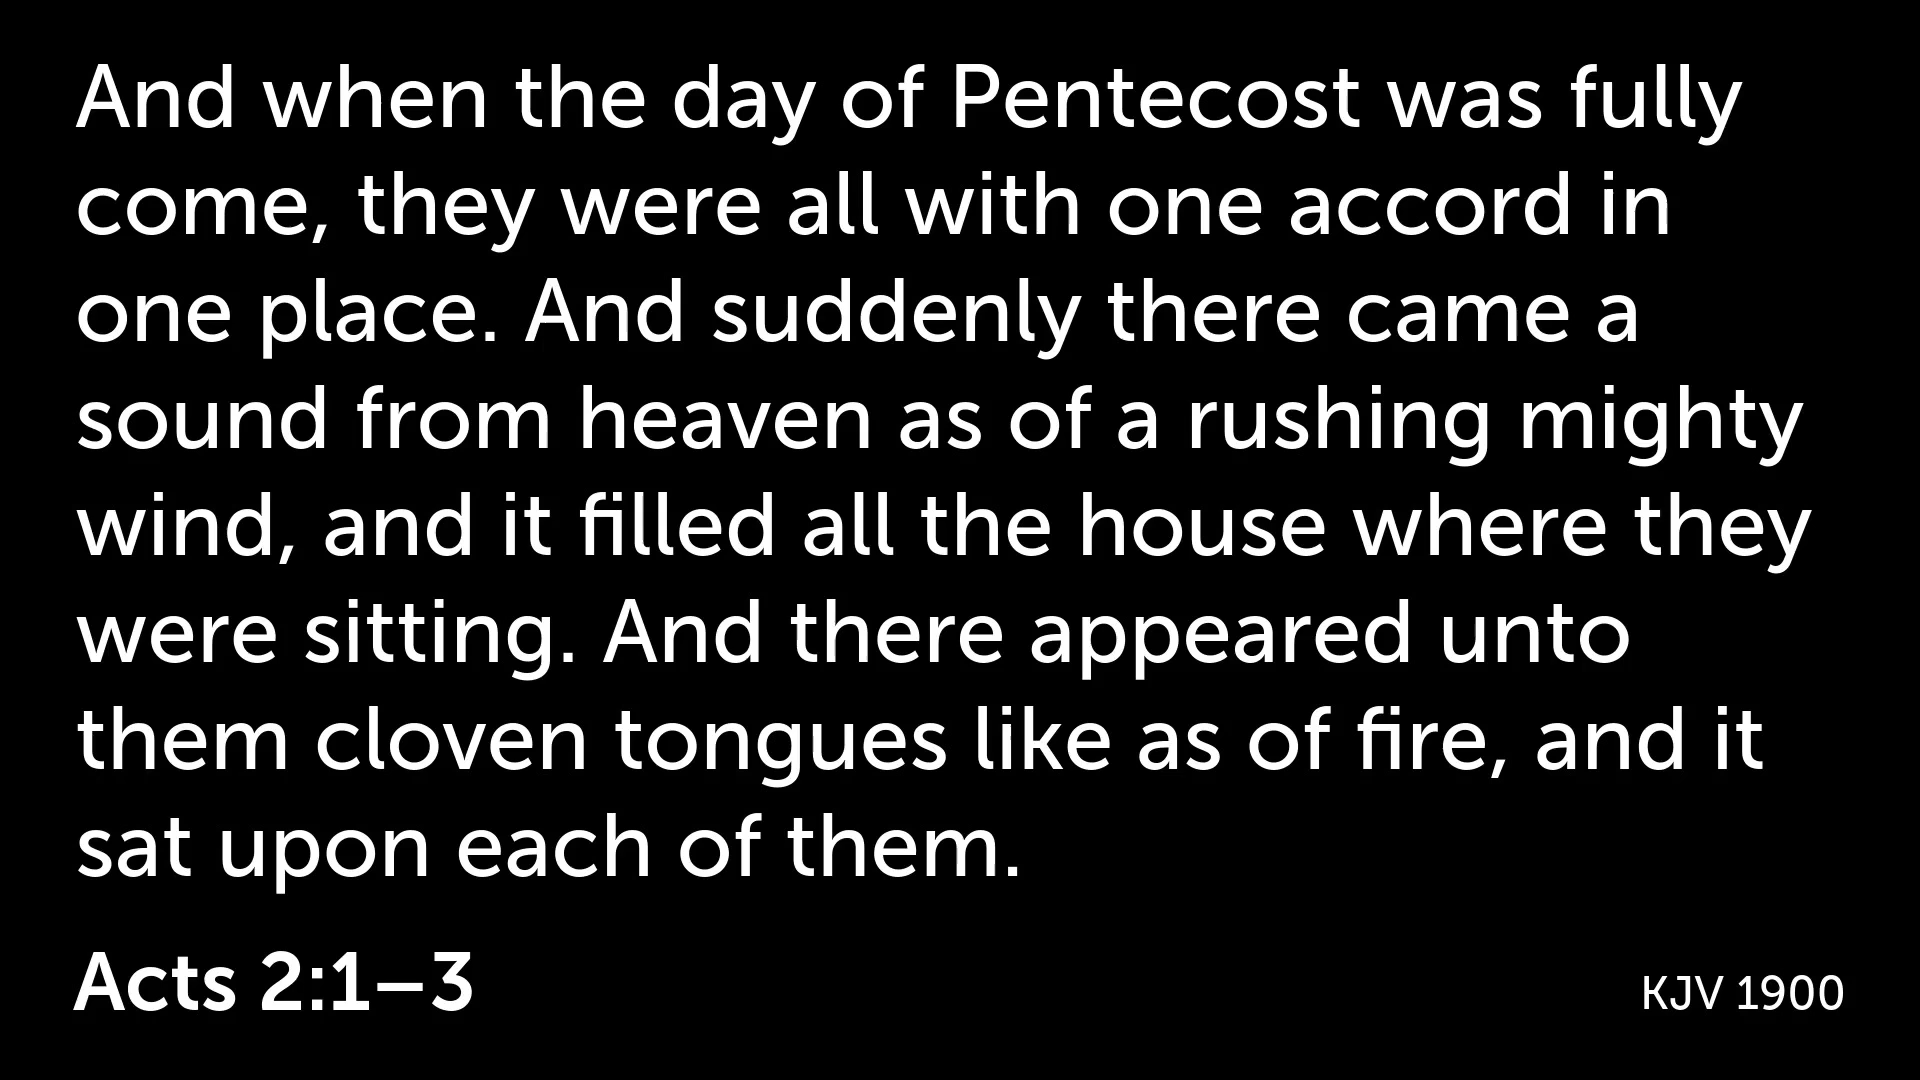 And when the day of Pentecost was fully
come, they were all with one accord in
one place. And suddenly there came a
sound from heaven as of a rushing mighty
wind, and it filled all the house where they
were sitting. And there appeared unto
them cloven tongues like as of fire, and it
sat upon each of them.
Acts 2:1–3
KJV 1900